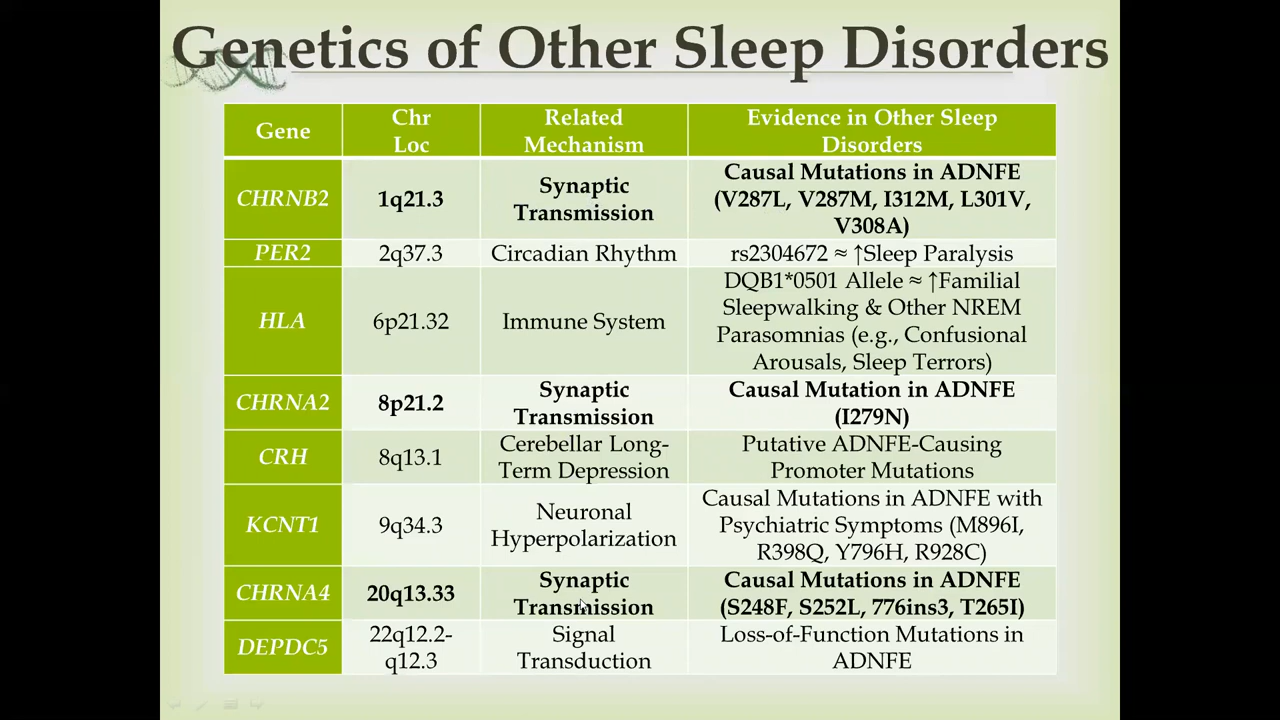 Genetics of Other Sleep Disorders
Gene
Chr
Loc
Related
Mechanism
Evidence in Other Sleep
Disorders
CHRNB2
1q21.3
Synaptic
Transmission
Causal Mutations in ADNFE
(V287L, V287M, I312M, L301V,
V308A)
PER2
2q37.3
Circadian Rhythm
rs2304672 ≈ ↑Sleep Paralysis
HLA
6p21.32
Immune System
DQB1*0501 Allele ≈ ↑Familial
Sleepwalking & Other NREM
Parasomnias (e.g., Confusional
Arousals, Sleep Terrors)
CHRNA2
8p21.2
Synaptic
Transmission
Causal Mutation in ADNFE
(I279N)
CRH
8q13.1
Cerebellar Long-
Term Depression
Putative ADNFE-Causing
Promoter Mutations
KCNT1
9q34.3
Neuronal
Hyperpolarization
Causal Mutations in ADNFE with
Psychiatric Symptoms (M896I,
R398Q, Y796H, R928C)
CHRNA4
20q13.33
Synaptic
Transmission
Causal Mutations in ADNFE
(S248F, S252L, 776ins3, T265I)
DEPDC5
22q12.2-
q12.3
Signal
Transduction
Loss-of-Function Mutations in
ADNFE